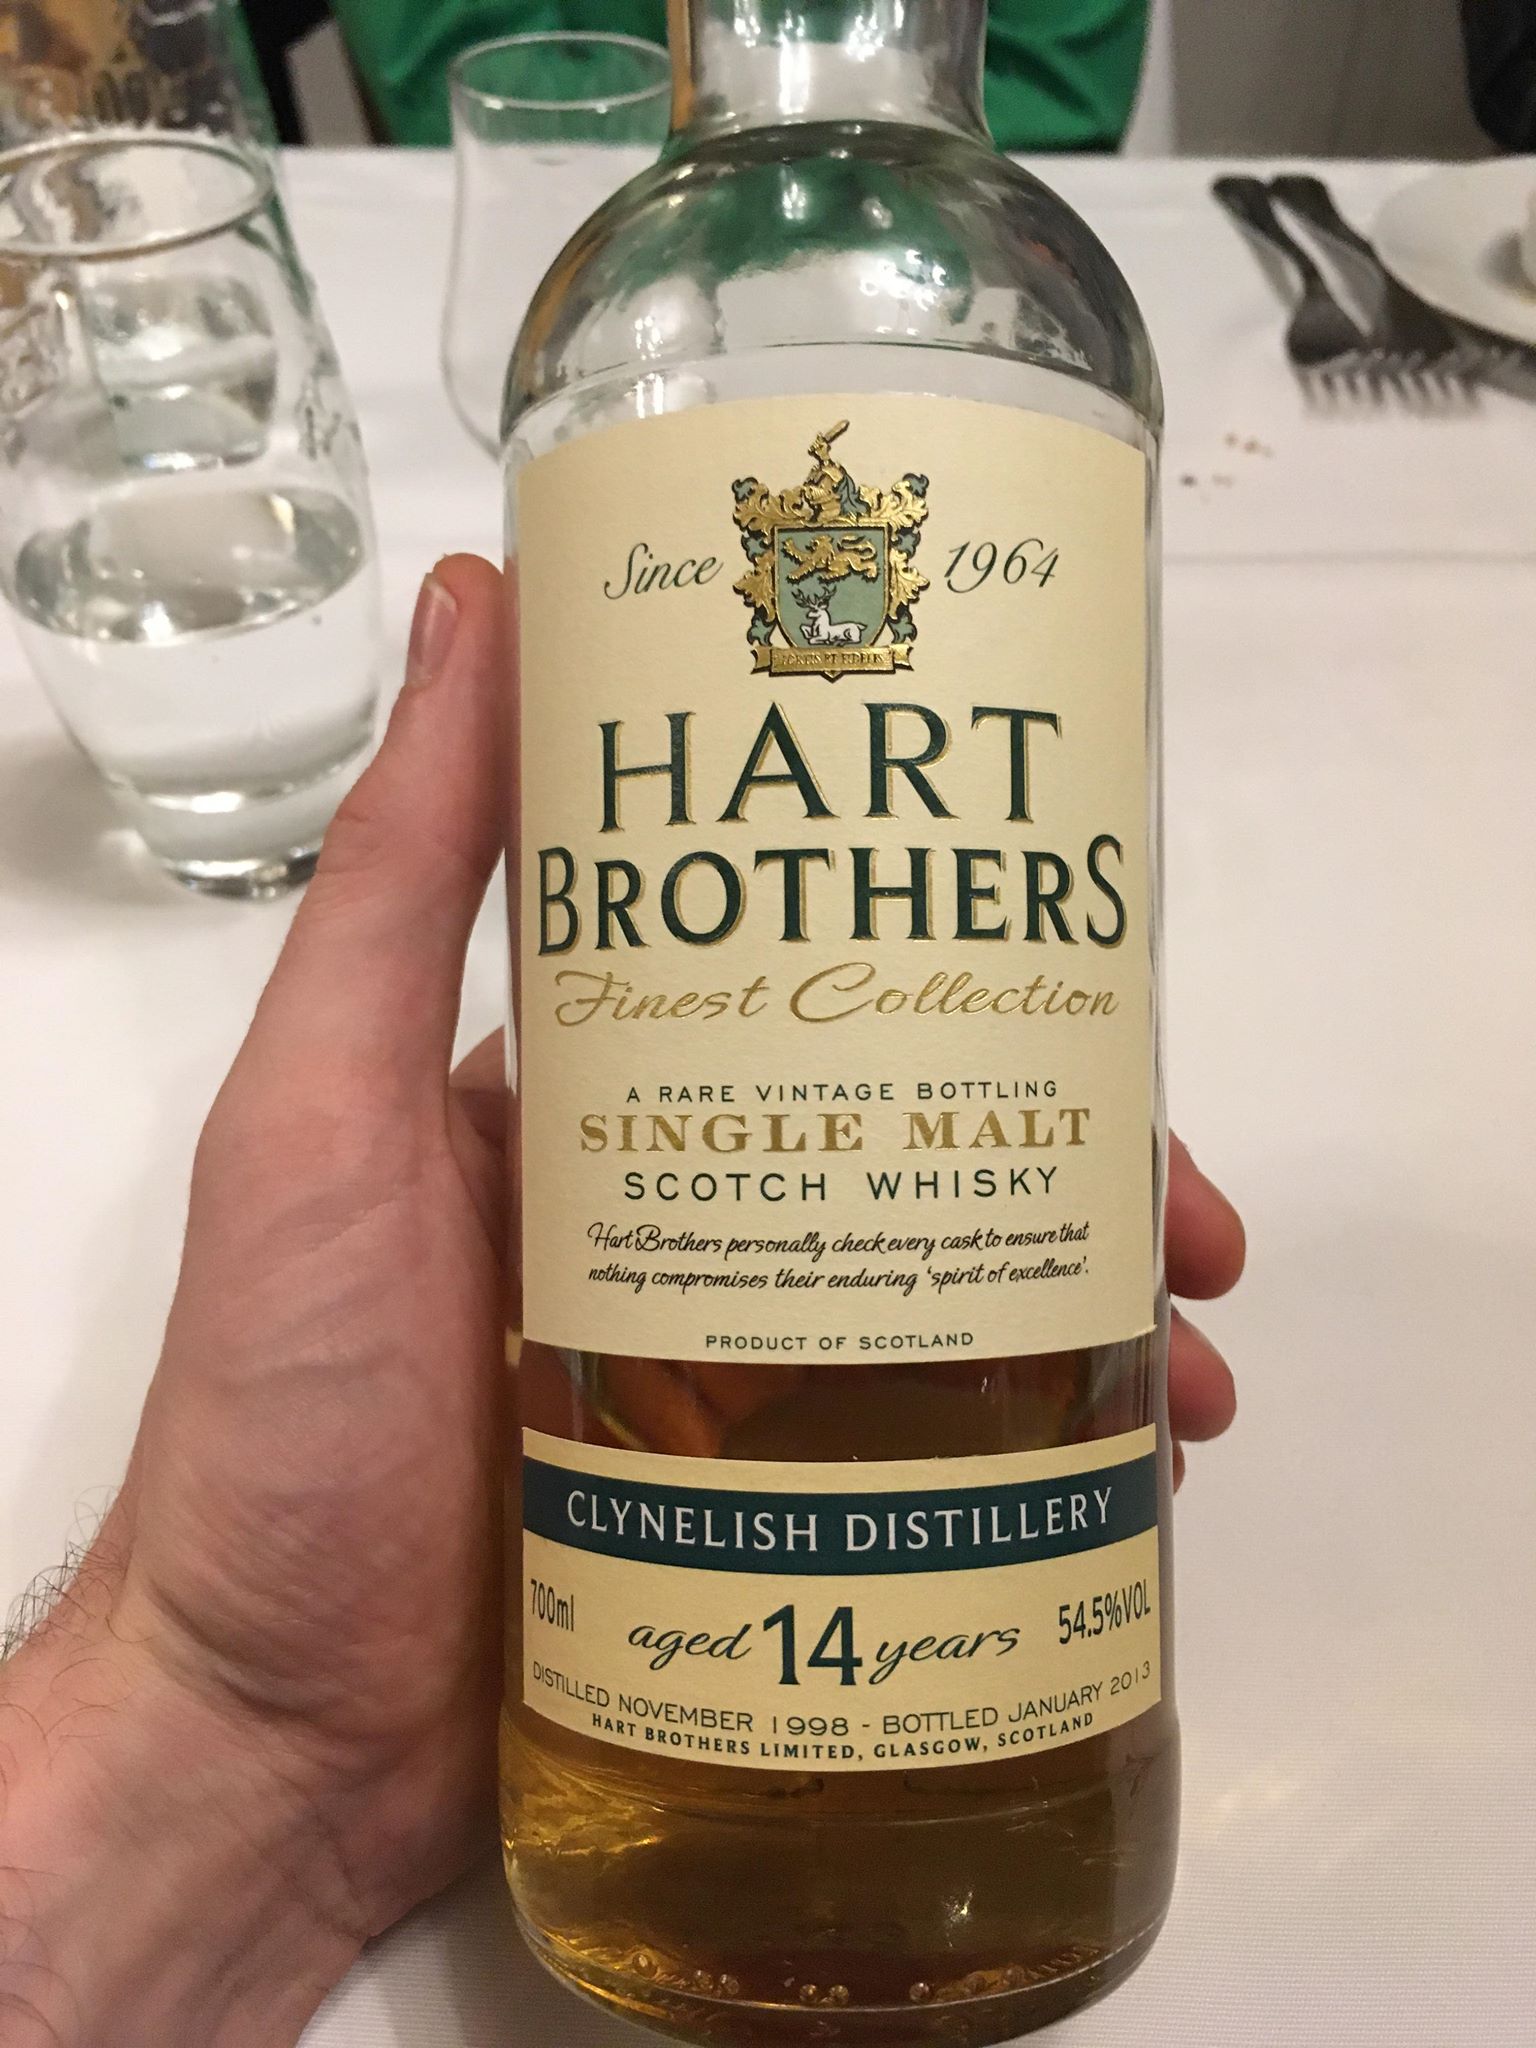 Since 1964
HART
BROTHERS
Finest Collection
A RARE VINTAGE BOTTLING
SINGLE MALT
SCOTCH WHISKY
Hart Brothers personally check every cask to ensure that
nothing compromises their enduring 'spirit of excellence'.
PRODUCT OF SCOTLAND
CLYNELISH DISTILLERY
700ml aged 14 years 54.5%VOL
DISTILLED NOVEMBER 1998 - BOTTLED JANUARY 2013
HART BROTHERS LIMITED, GLASGOW, SCOTLAND